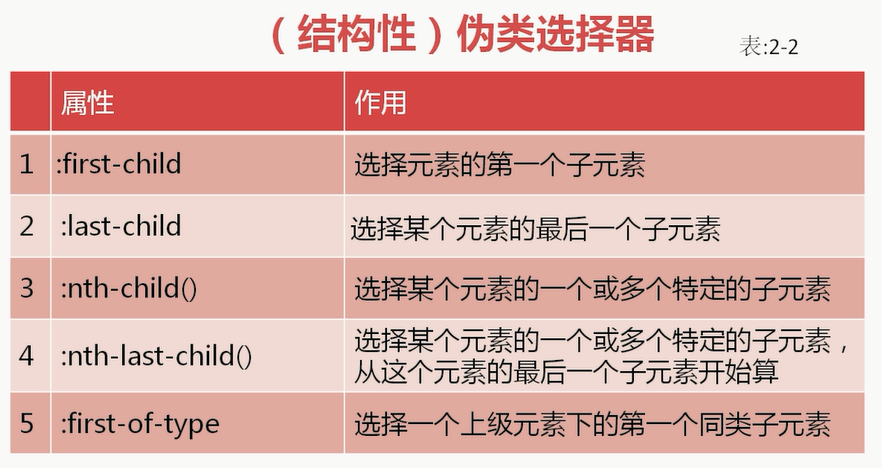 （结构性）伪类选择器
表:2-2
属性 作用
1 :first-child 选择元素的第一个子元素
2 :last-child 选择某个元素的最后一个子元素
3 :nth-child() 选择某个元素的一个或多个特定的子元素
4 :nth-last-child() 选择某个元素的一个或多个特定的子元素，
从这个元素的最后一个子元素开始算
5 :first-of-type 选择一个上级元素下的第一个同类子元素